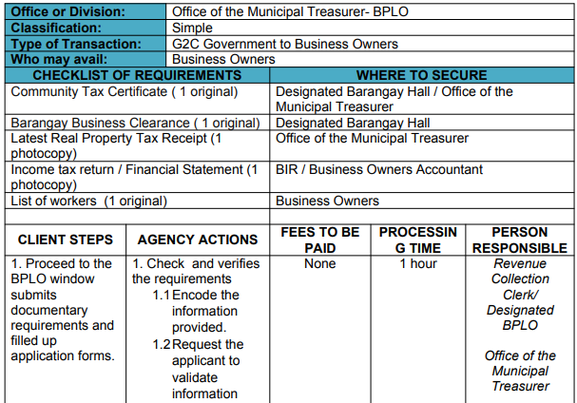 Office or Division: Office of the Municipal Treasurer- BPLO
Classification: Simple
Type of Transaction: G2C Government to Business Owners
Who may avail: Business Owners
CHECKLIST OF REQUIREMENTS WHERE TO SECURE
Community Tax Certificate ( 1 original) Designated Barangay Hall / Office of the
Municipal Treasurer
Barangay Business Clearance ( 1 original) Designated Barangay Hall
Latest Real Property Tax Receipt (1 Office of the Municipal Treasurer
photocopy)
Income tax return / Financial Statement (1 BIR / Business Owners Accountant
photocopy)
List of workers (1 original) Business Owners
CLIENT STEPS AGENCY ACTIONS FEES TO BE PROCESSIN PERSON
PAID G TIME RESPONSIBLE
1. Proceed to the 1. Check and verifies None 1 hour Revenue
BPLO window the requirements Collection
submits 1.1 Encode the Clerk/
documentary information Designated
requirements and provided. BPLO
filled up 1.2 Request the
application forms. applicant to Office of the
validate Municipal
information Treasurer